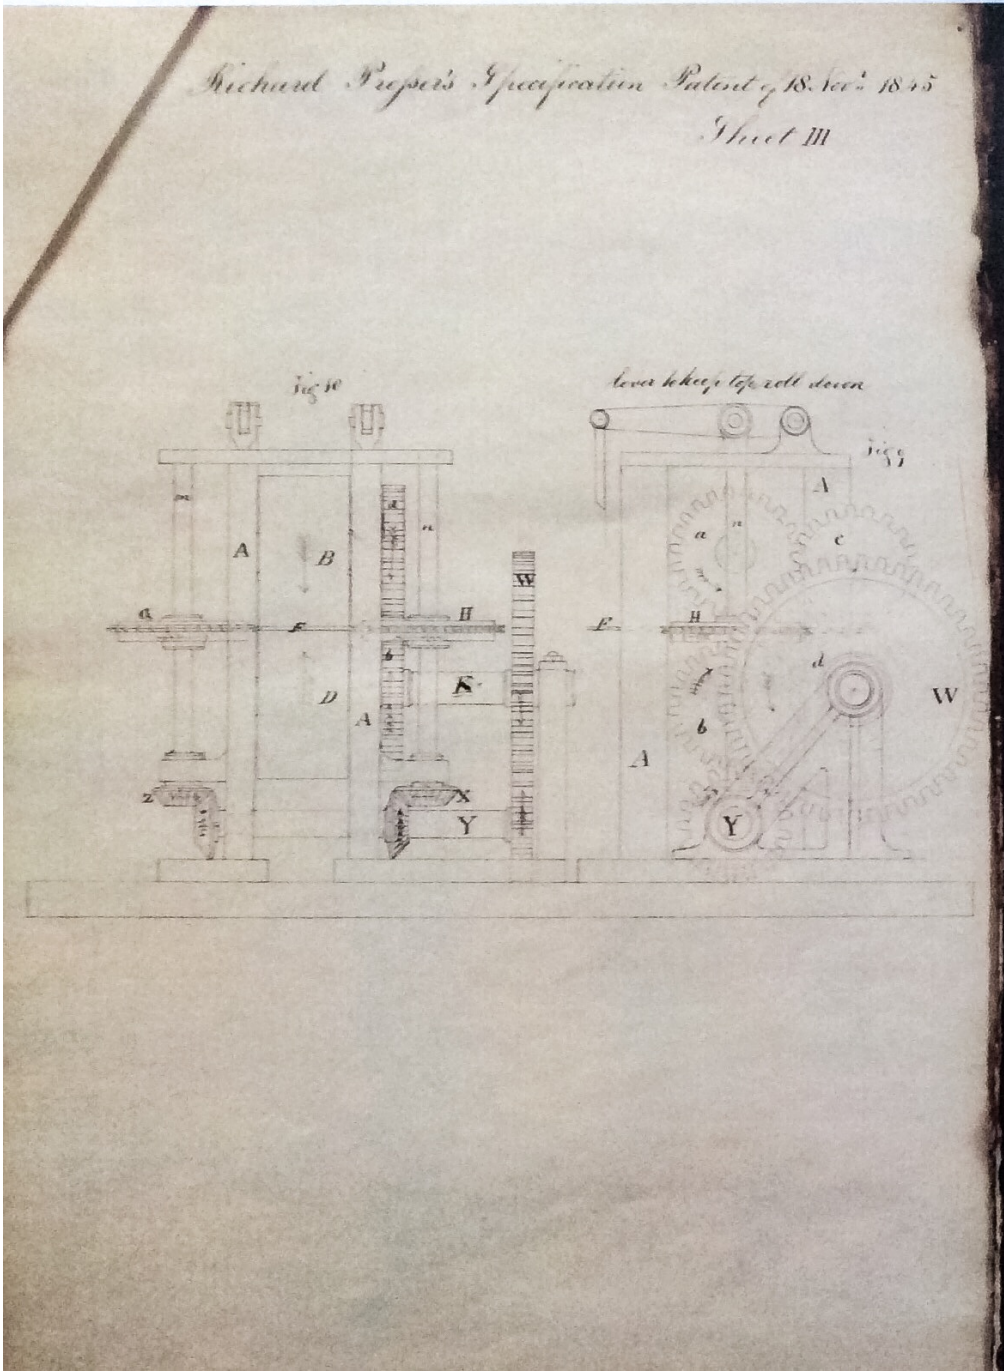 Richard Prosser's Specification Patent of 18 Novr. 1845
Sheet III
Fig 10
lever to keep top roll down
Fig 9
A
a
n
c
n
A
B
W
G
F
H
F
H
b
d
K
D
W
A
b
A
Z
X
Y
Y